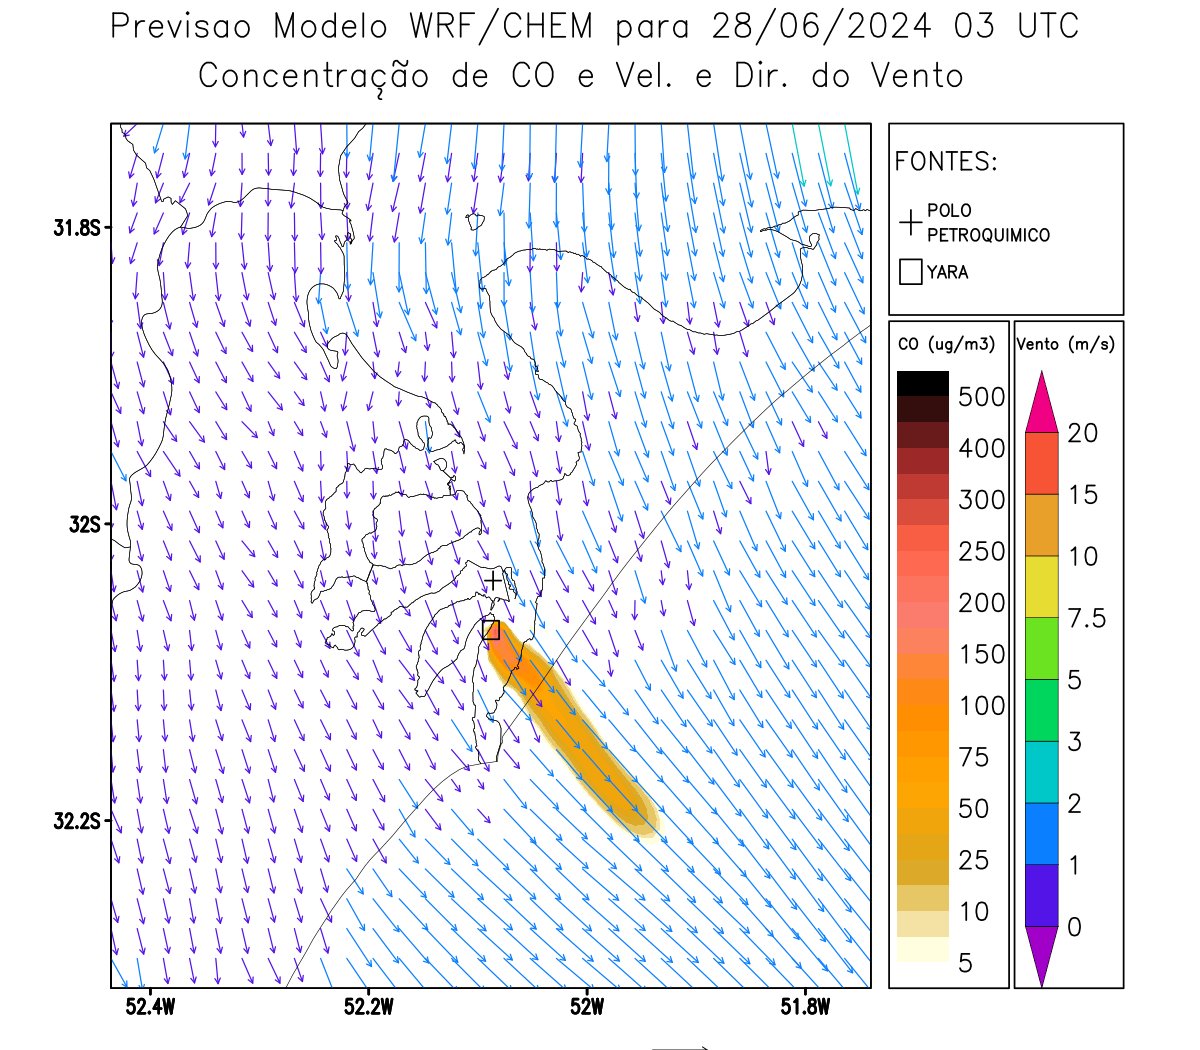 Previsao Modelo WRF/CHEM para 28/06/2024 03 UTC
Concentração de CO e Vel. e Dir. do Vento
FONTES:
POLO
PETROQUIMICO
YARA
31.8S
32S
32.2S
52.4W
52.2W
52W
51.8W
CO (ug/m3)
500
400
300
250
200
150
100
75
50
25
10
5
Vento (m/s)
20
15
10
7.5
5
3
2
1
0